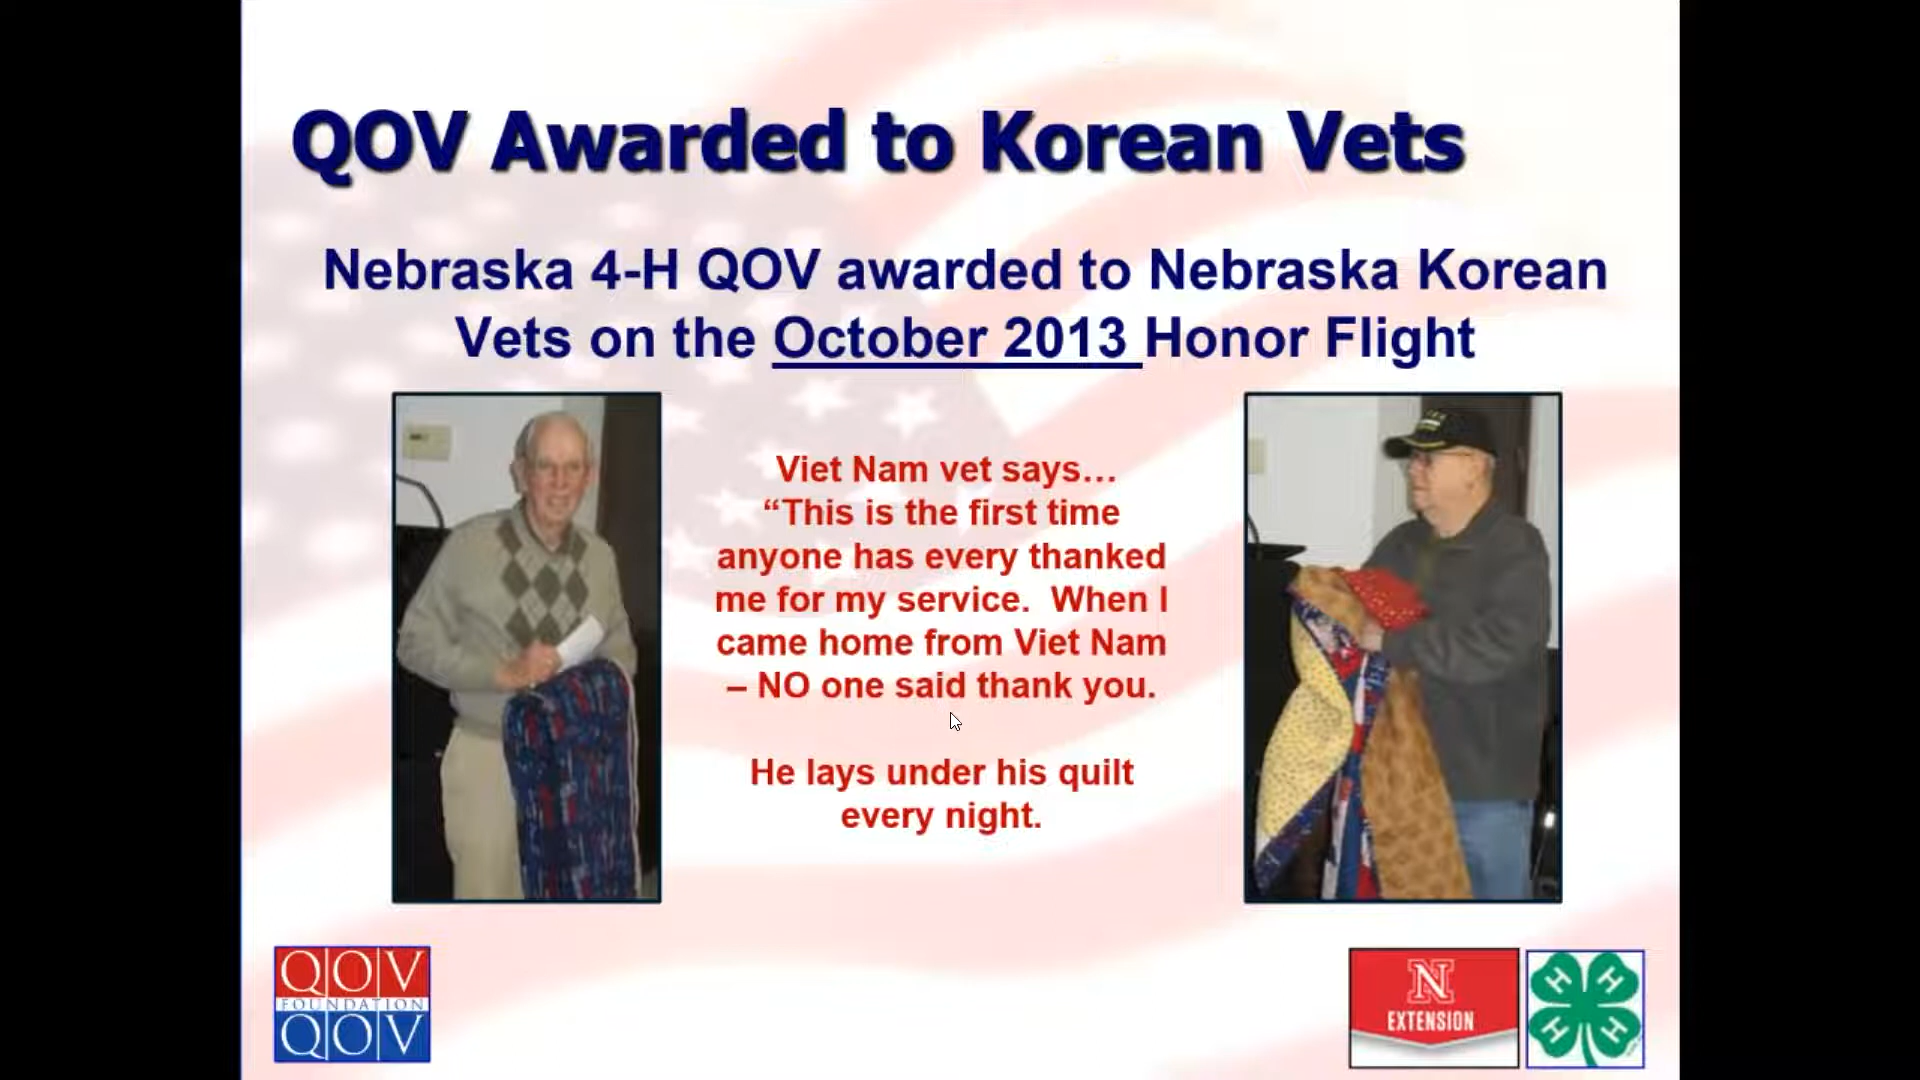 QOV Awarded to Korean Vets
Nebraska 4-H QOV awarded to Nebraska Korean
Vets on the October 2013 Honor Flight
Viet Nam vet says…
“This is the first time
anyone has every thanked
me for my service.  When I
came home from Viet Nam
– NO one said thank you.
He lays under his quilt
every night.
QOV
FOUNDATION
QOV
N
EXTENSION
H H
H H